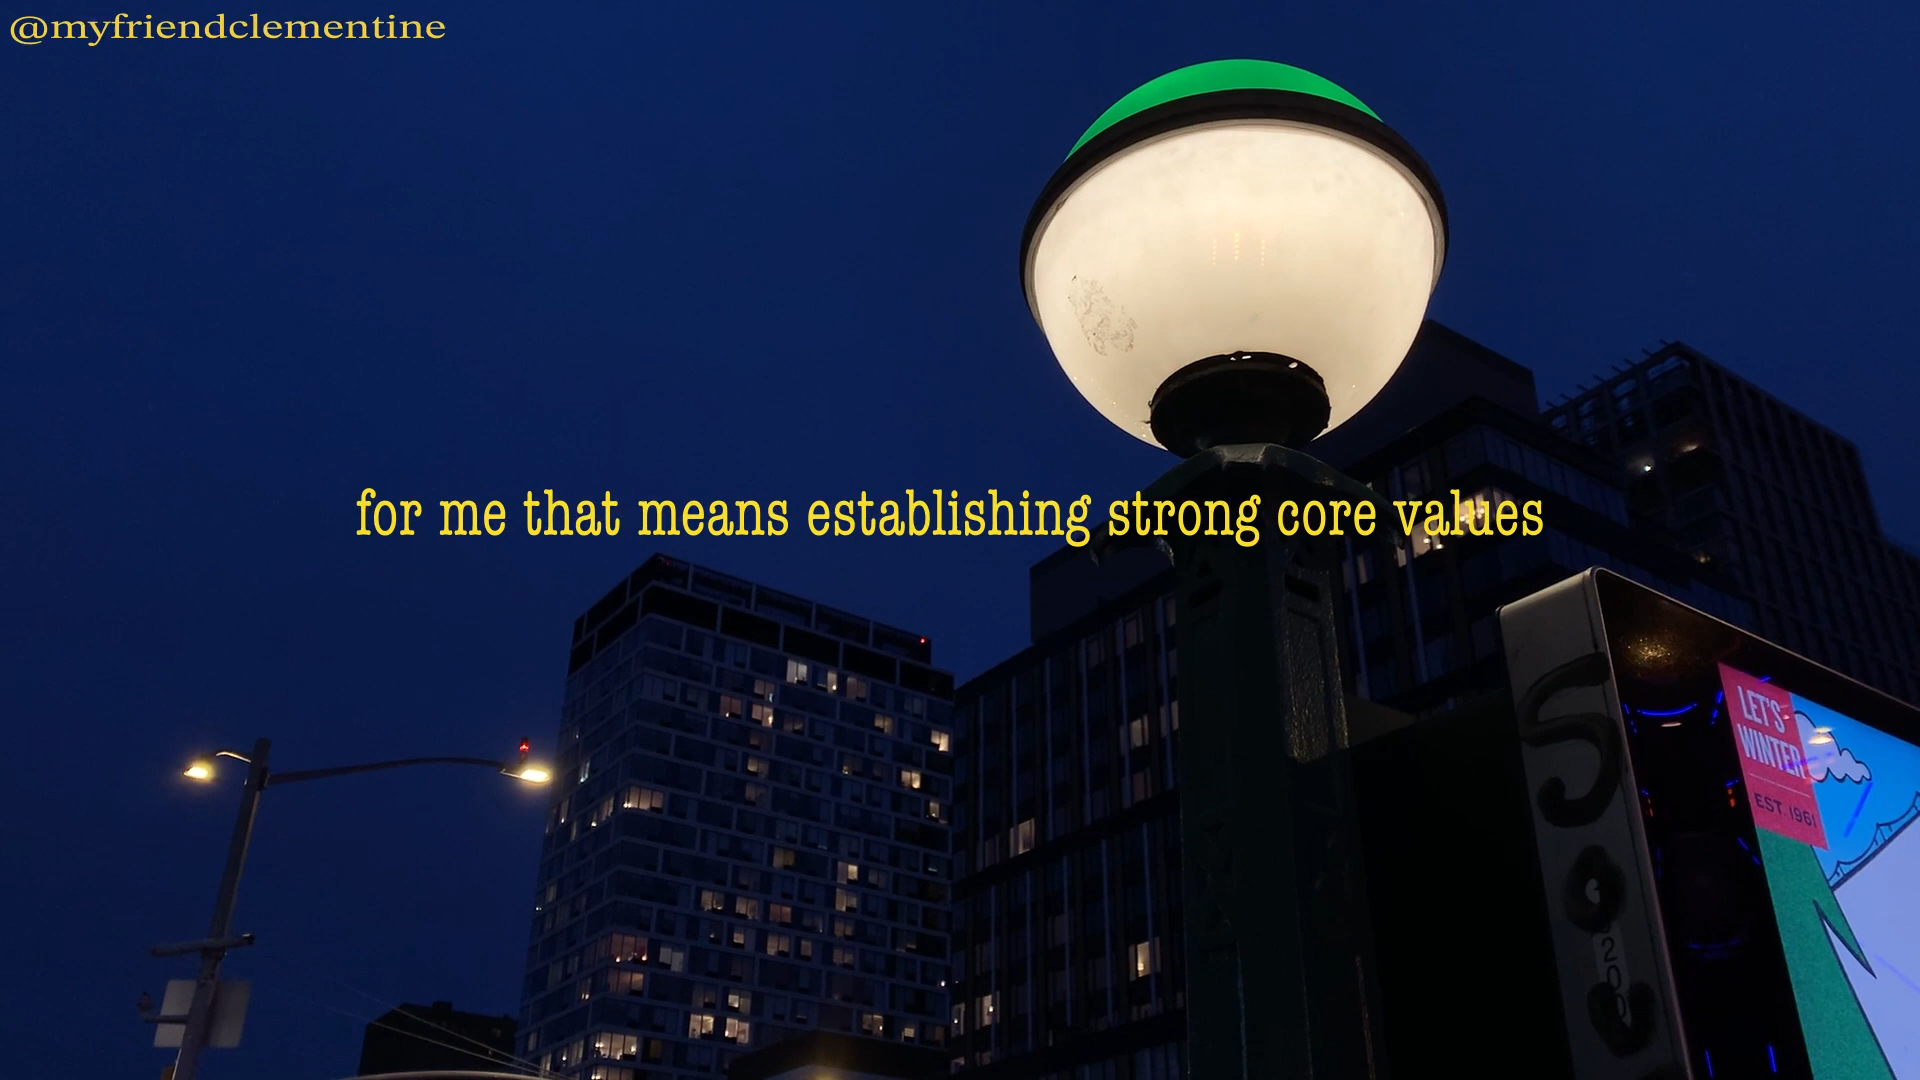 @myfriendclementine
for me that means establishing strong core values
LET'S
WINTER
EST. 1961